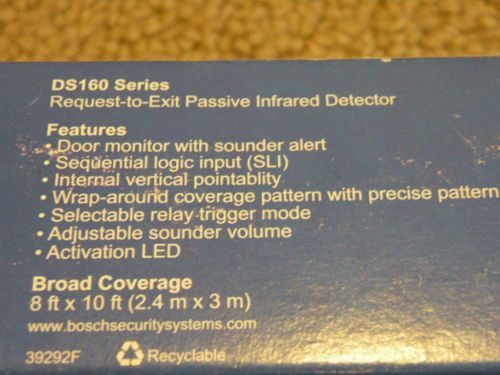 DS160 Series
Request-to-Exit Passive Infrared Detector
Features
• Door monitor with sounder alert
• Sequential logic input (SLI)
• Internal vertical pointablity
• Wrap-around coverage pattern with precise pattern
• Selectable relay trigger mode
• Adjustable sounder volume
• Activation LED
Broad Coverage
8 ft x 10 ft (2.4 m x 3 m)
www.boschsecuritysystems.com
39292F Recyclable